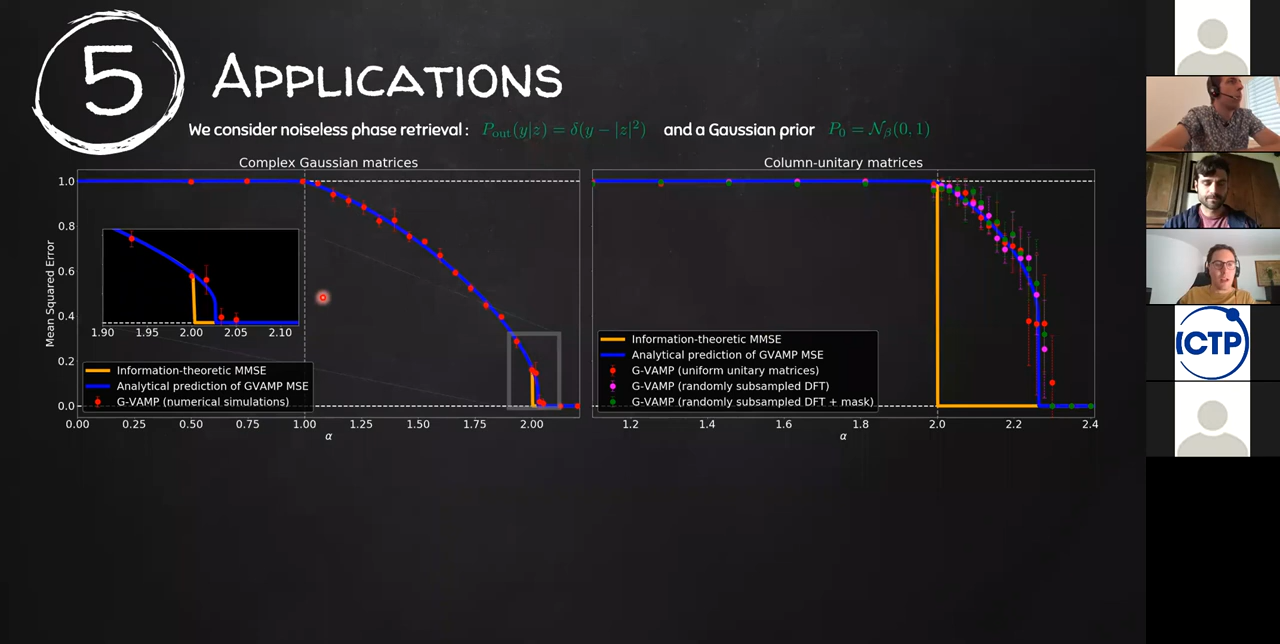 5 APPLICATIONS
We consider noiseless phase retrieval : P_out(y|z) = δ(y − |z|²) and a Gaussian prior P_0 = N_β(0, 1)
Complex Gaussian matrices
Mean Squared Error
1.0
0.8
0.6
0.4
0.2
0.0
1.90 1.95 2.00 2.05 2.10
Information-theoretic MMSE
Analytical prediction of GVAMP MSE
G-VAMP (numerical simulations)
0.00 0.25 0.50 0.75 1.00 1.25 1.50 1.75 2.00
α
Column-unitary matrices
Information-theoretic MMSE
Analytical prediction of GVAMP MSE
G-VAMP (uniform unitary matrices)
G-VAMP (randomly subsampled DFT)
G-VAMP (randomly subsampled DFT + mask)
1.2 1.4 1.6 1.8 2.0 2.2 2.4
α
ICTP